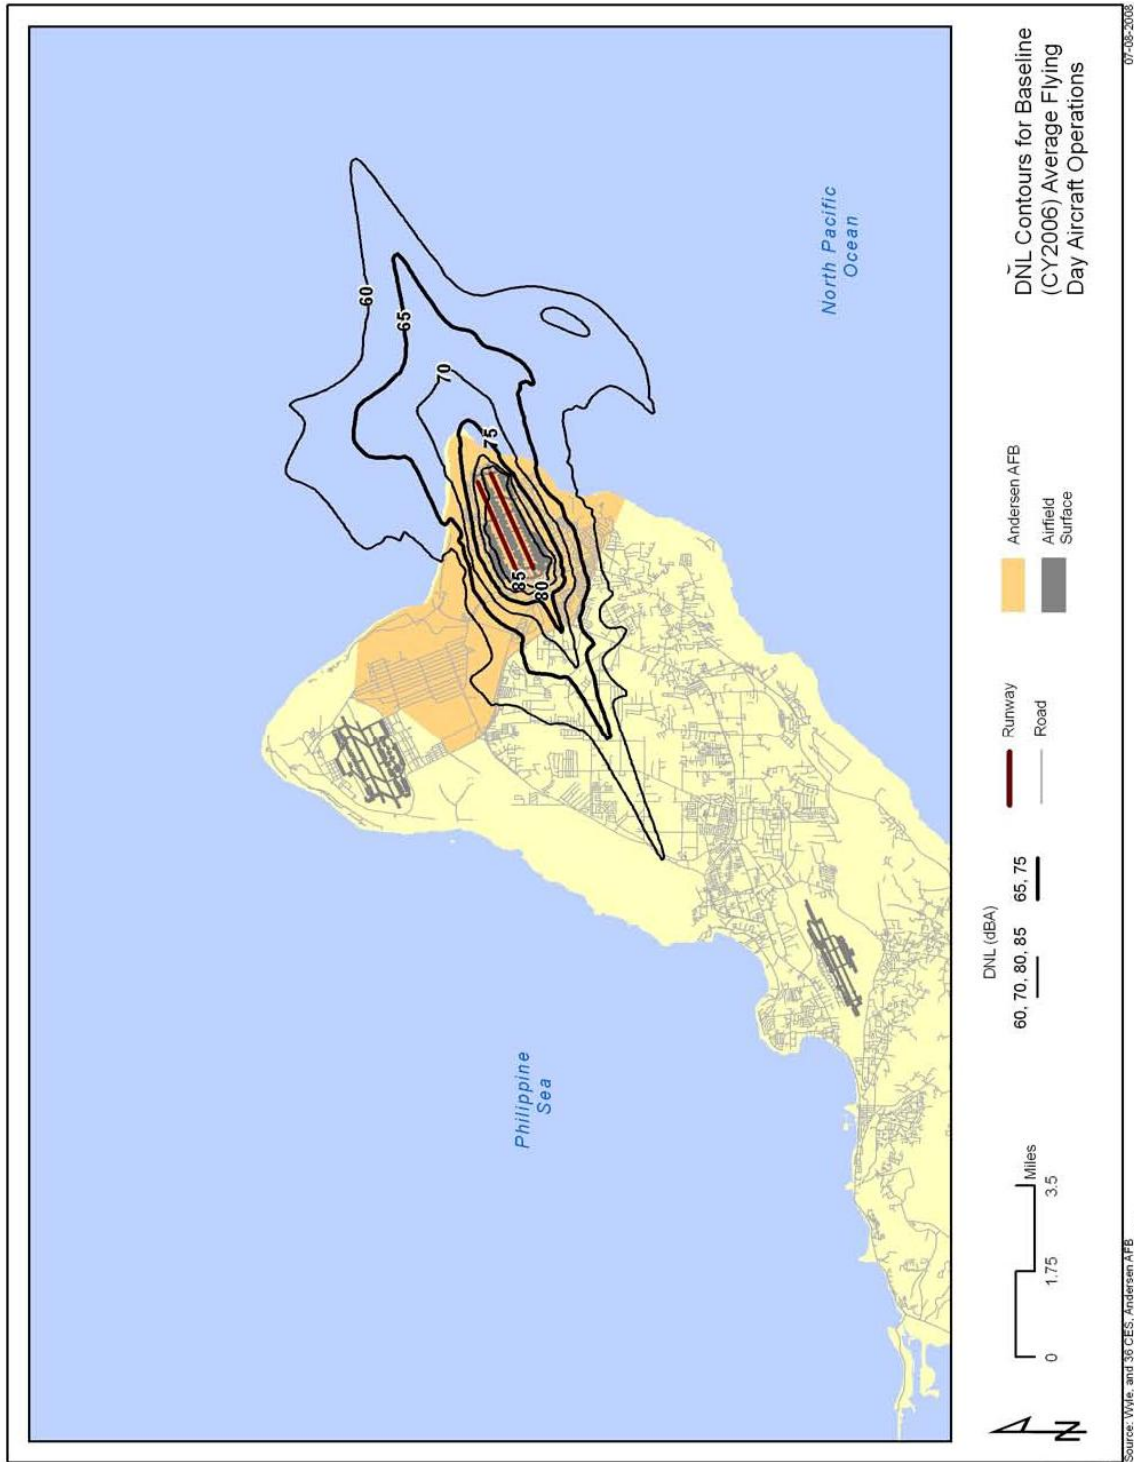 60
65
70
75
80
85
North Pacific
Ocean
Philippine
Sea
DNL (dBA)
60, 70, 80, 85
65, 75
Runway
Road
Andersen AFB
Airfield
Surface
DNL Contours for Baseline
(CY2006) Average Flying
Day Aircraft Operations
N
0
1.75
3.5
Miles
Source: Wyle, and 36 CES, Andersen AFB
07-08-2008